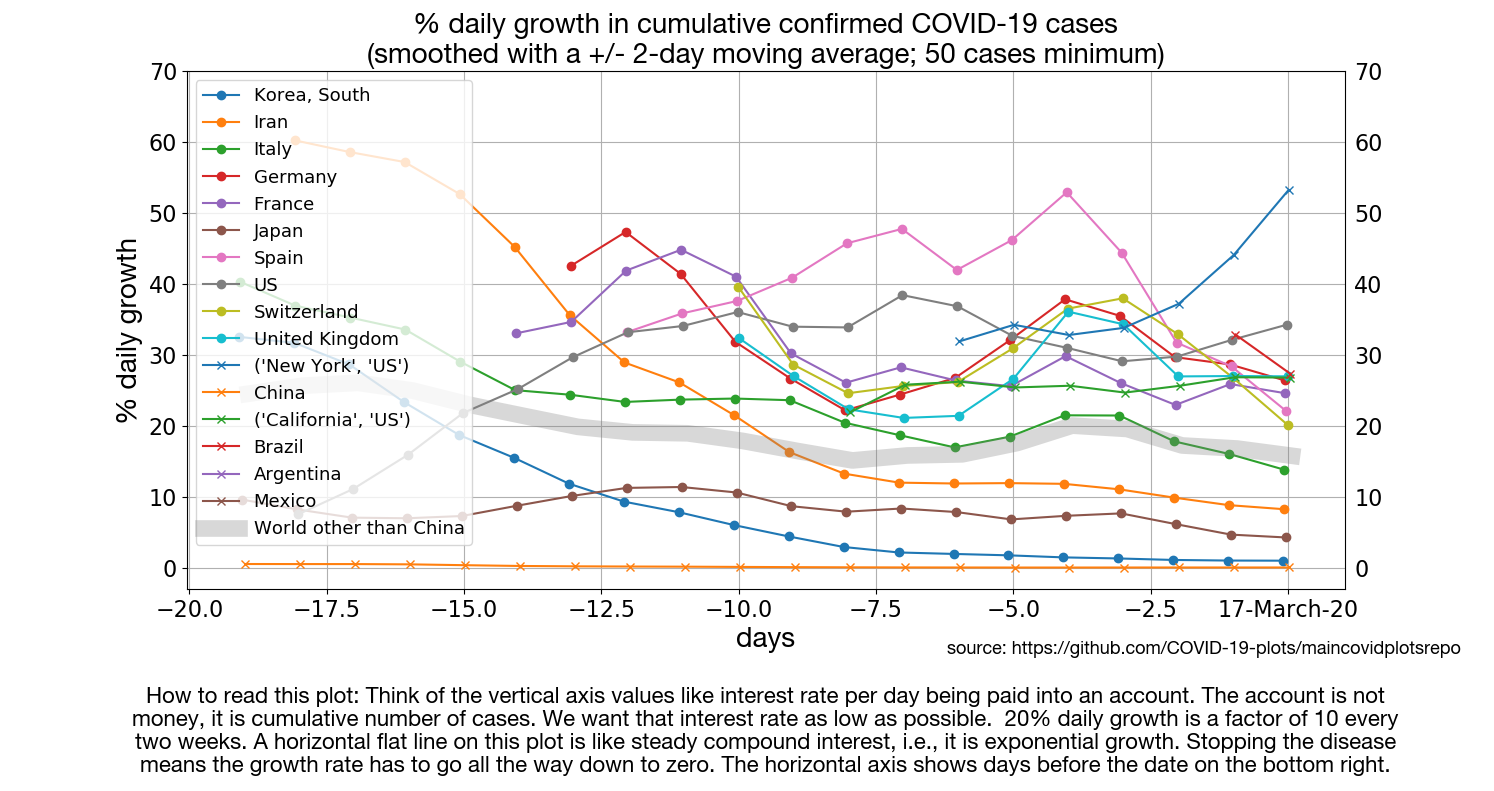 % daily growth in cumulative confirmed COVID-19 cases
(smoothed with a +/- 2-day moving average; 50 cases minimum)
70
60
50
40
30
20
10
0
% daily growth
Korea, South
Iran
Italy
Germany
France
Japan
Spain
US
Switzerland
United Kingdom
('New York', 'US')
China
('California', 'US')
Brazil
Argentina
Mexico
World other than China
70
60
50
40
30
20
10
0
−20.0 −17.5 −15.0 −12.5 −10.0 −7.5 −5.0 −2.5 17-March-20
days
source: https://github.com/COVID-19-plots/maincovidplotsrepo
How to read this plot: Think of the vertical axis values like interest rate per day being paid into an account. The account is not
money, it is cumulative number of cases. We want that interest rate as low as possible.  20% daily growth is a factor of 10 every
two weeks. A horizontal flat line on this plot is like steady compound interest, i.e., it is exponential growth. Stopping the disease
means the growth rate has to go all the way down to zero. The horizontal axis shows days before the date on the bottom right.